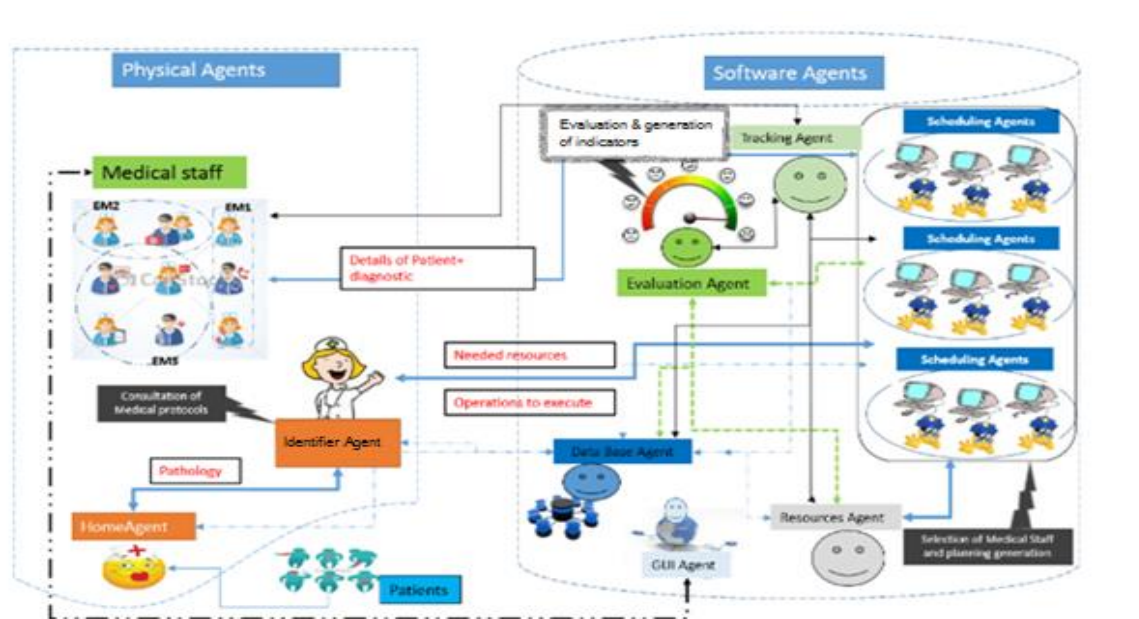 Physical Agents
Software Agents
Evaluation & generation
of indicators
Tracking Agent
Scheduling Agents
Medical staff
EM2
EM1
Details of Patient+
diagnostic
Evaluation Agent
Scheduling Agents
EMS
Needed resources
Scheduling Agents
Consultation of
Medical protocols
Operations to execute
Identifier Agent
Data Base Agent
Pathology
HomeAgent
Resources Agent
Selection of Medical Staff
and planning generation
GUI Agent
Patients